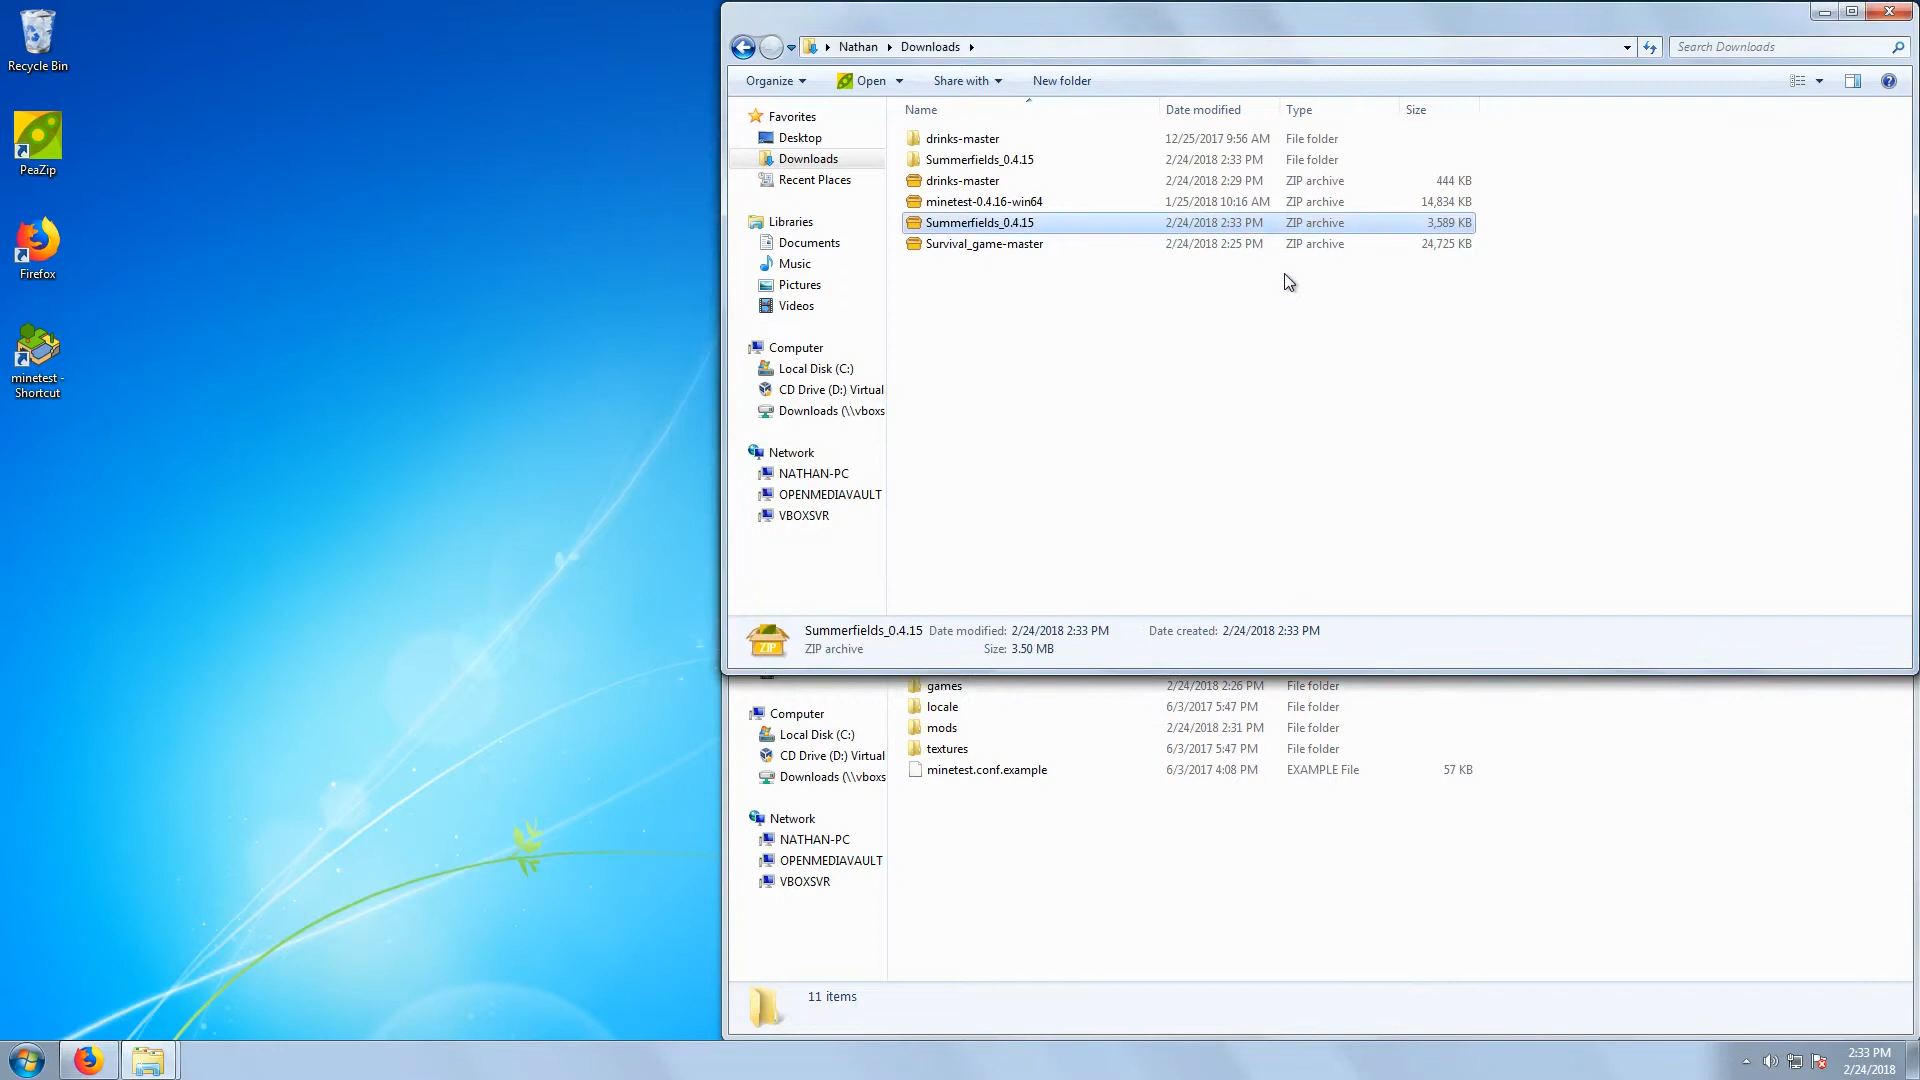 Recycle Bin
PeaZip
Firefox
minetest -
Shortcut
Nathan Downloads
Search Downloads
Organize Open Share with New folder
Name Date modified Type Size
Favorites
Desktop
Downloads
Recent Places
Libraries
Documents
Music
Pictures
Videos
Computer
Local Disk (C:)
CD Drive (D:) Virtual
Downloads (\\vboxs
Network
NATHAN-PC
OPENMEDIAVAULT
VBOXSVR
drinks-master 12/25/2017 9:56 AM File folder
Summerfields_0.4.15 2/24/2018 2:33 PM File folder
drinks-master 2/24/2018 2:29 PM ZIP archive 444 KB
minetest-0.4.16-win64 1/25/2018 10:16 AM ZIP archive 14,834 KB
Summerfields_0.4.15 2/24/2018 2:33 PM ZIP archive 3,589 KB
Survival_game-master 2/24/2018 2:25 PM ZIP archive 24,725 KB
ZIP
Summerfields_0.4.15 Date modified: 2/24/2018 2:33 PM Date created: 2/24/2018 2:33 PM
ZIP archive Size: 3.50 MB
Computer
Local Disk (C:)
CD Drive (D:) Virtual
Downloads (\\vboxs
Network
NATHAN-PC
OPENMEDIAVAULT
VBOXSVR
games 2/24/2018 2:26 PM File folder
locale 6/3/2017 5:47 PM File folder
mods 2/24/2018 2:31 PM File folder
textures 6/3/2017 5:47 PM File folder
minetest.conf.example 6/3/2017 4:08 PM EXAMPLE File 57 KB
11 items
2:33 PM
2/24/2018